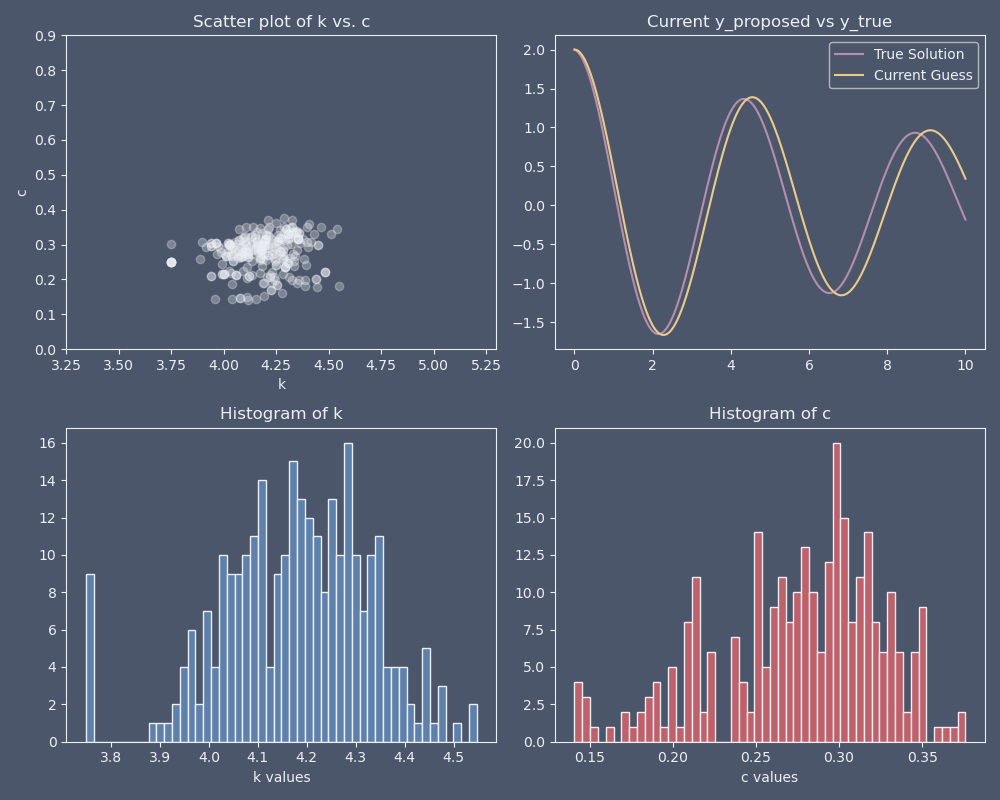 Scatter plot of k vs. c
0.9
0.8
0.7
0.6
0.5
0.4
0.3
0.2
0.1
0.0
c
3.25 3.50 3.75 4.00 4.25 4.50 4.75 5.00 5.25
k
Current y_proposed vs y_true
True Solution
Current Guess
2.0
1.5
1.0
0.5
0.0
−0.5
−1.0
−1.5
0 2 4 6 8 10
Histogram of k
16
14
12
10
8
6
4
2
0
3.8 3.9 4.0 4.1 4.2 4.3 4.4 4.5
k values
Histogram of c
20.0
17.5
15.0
12.5
10.0
7.5
5.0
2.5
0.0
0.15 0.20 0.25 0.30 0.35
c values